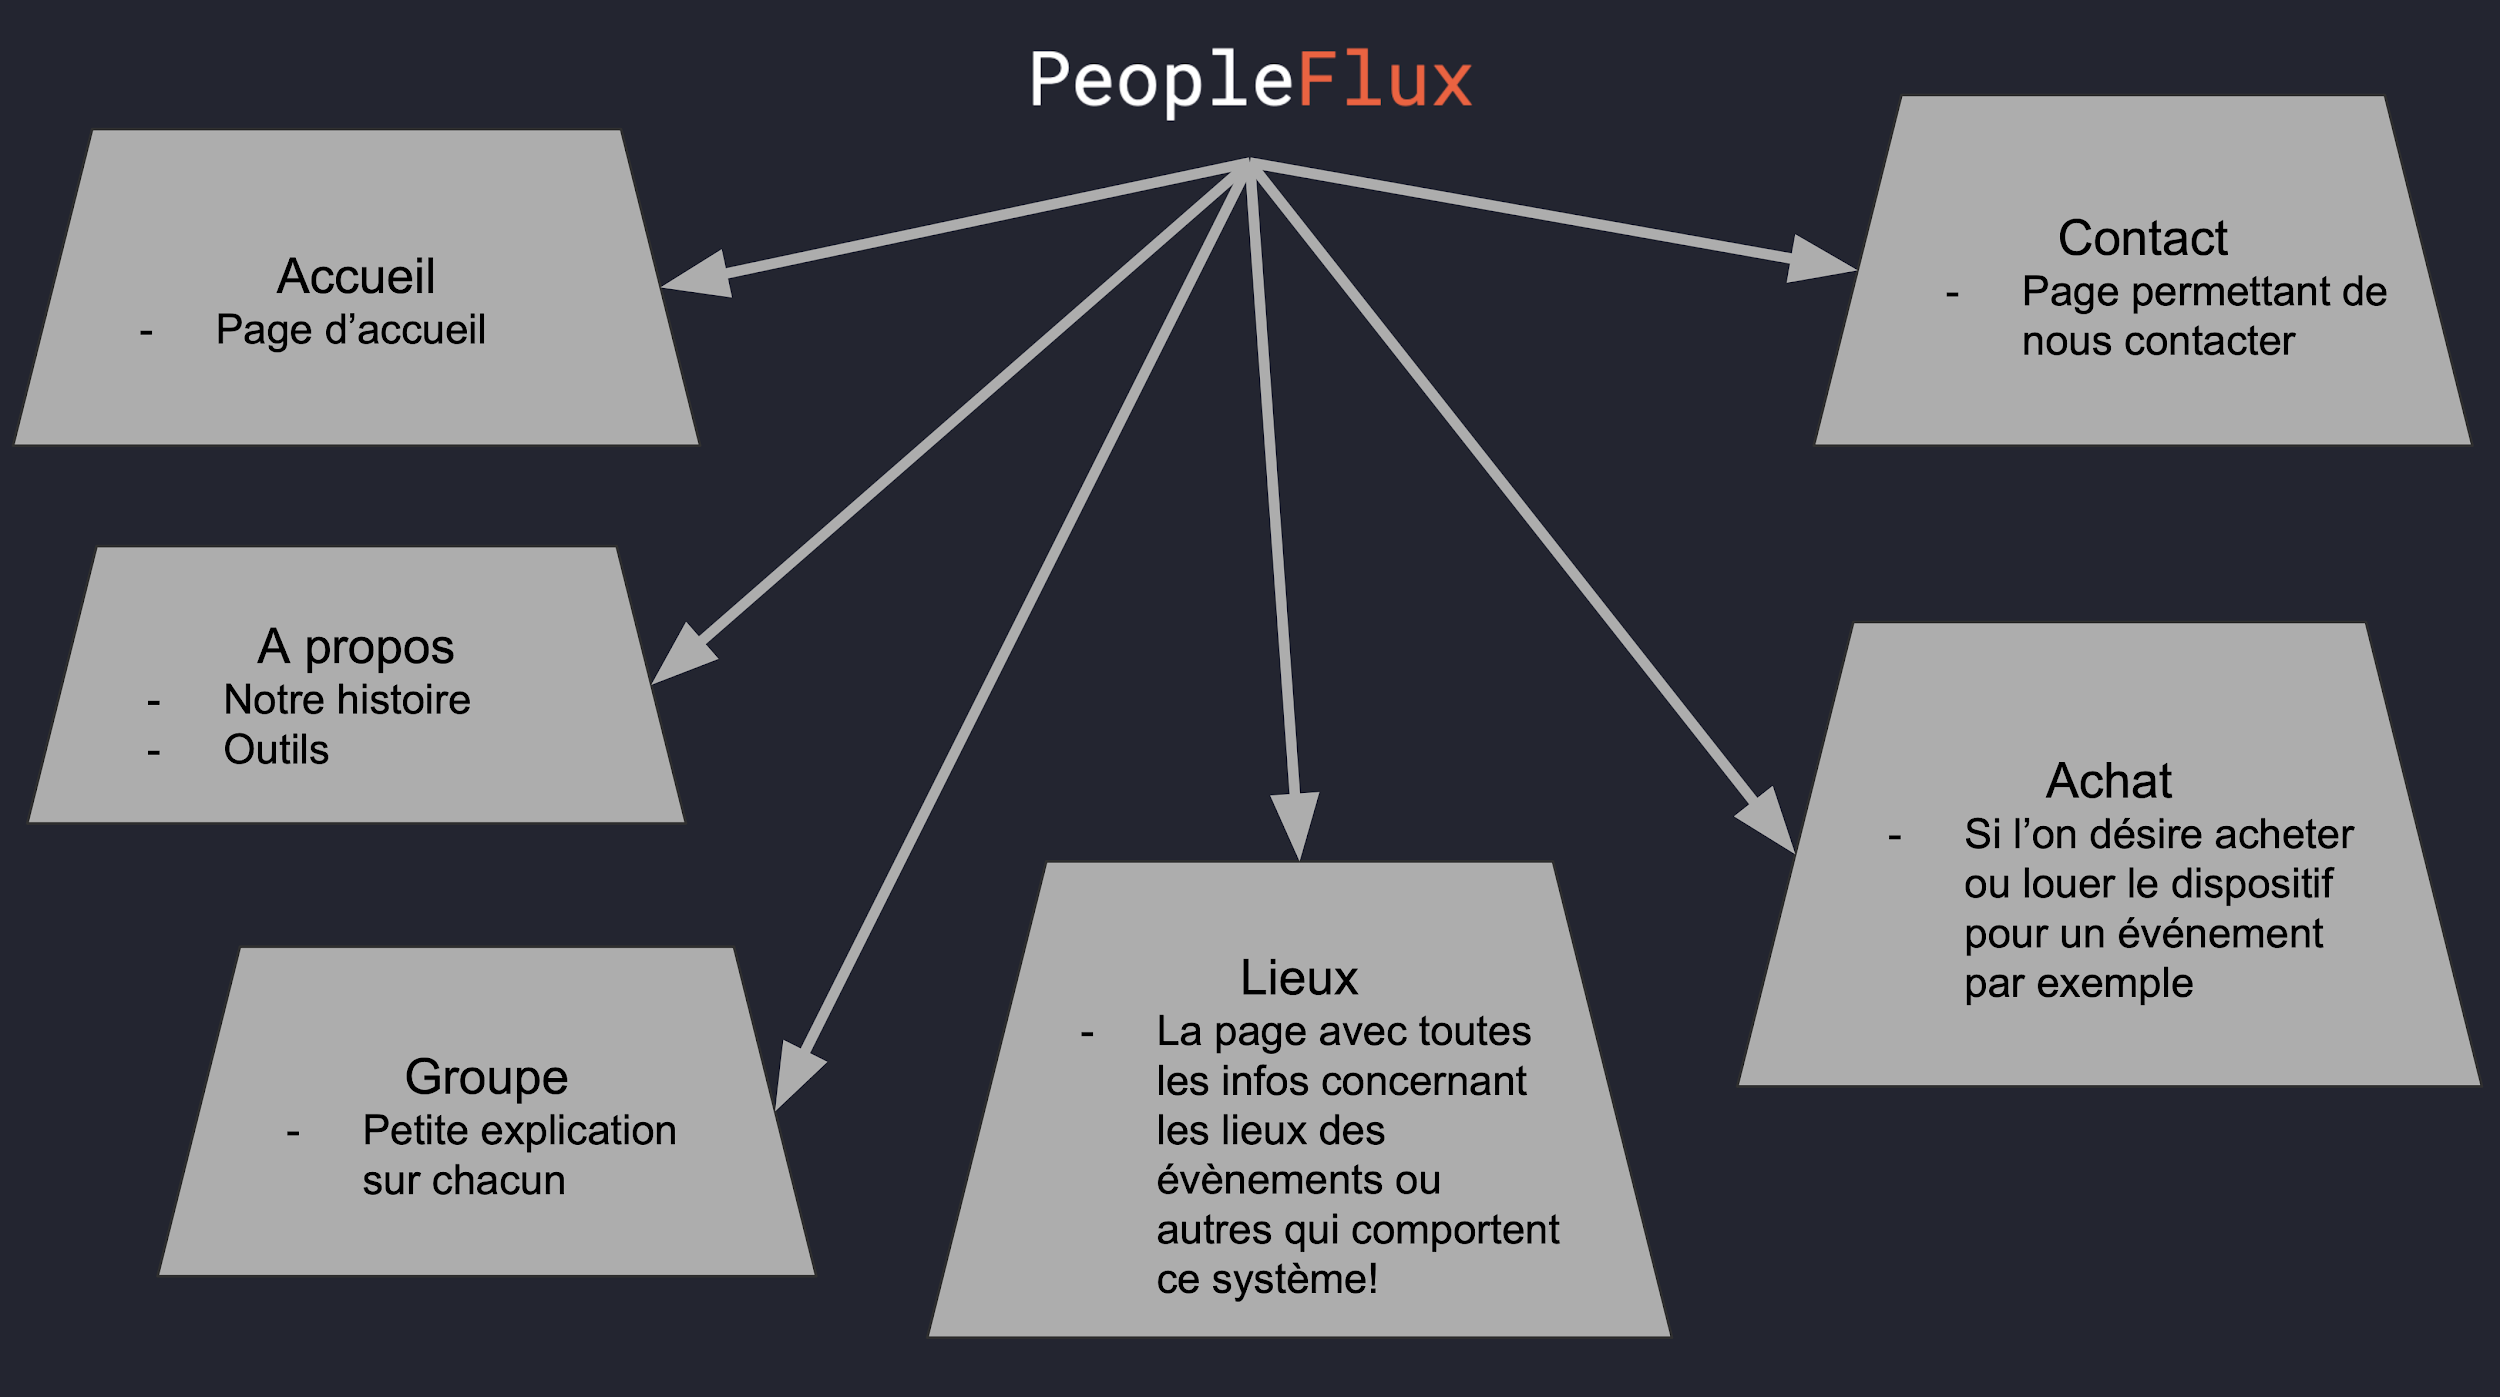 PeopleFlux
Accueil
- Page d'accueil
A propos
- Notre histoire
- Outils
Groupe
- Petite explication
sur chacun
Lieux
- La page avec toutes
les infos concernant
les lieux des
évènements ou
autres qui comportent
ce système!
Achat
- Si l'on désire acheter
ou louer le dispositif
pour un événement
par exemple
Contact
- Page permettant de
nous contacter